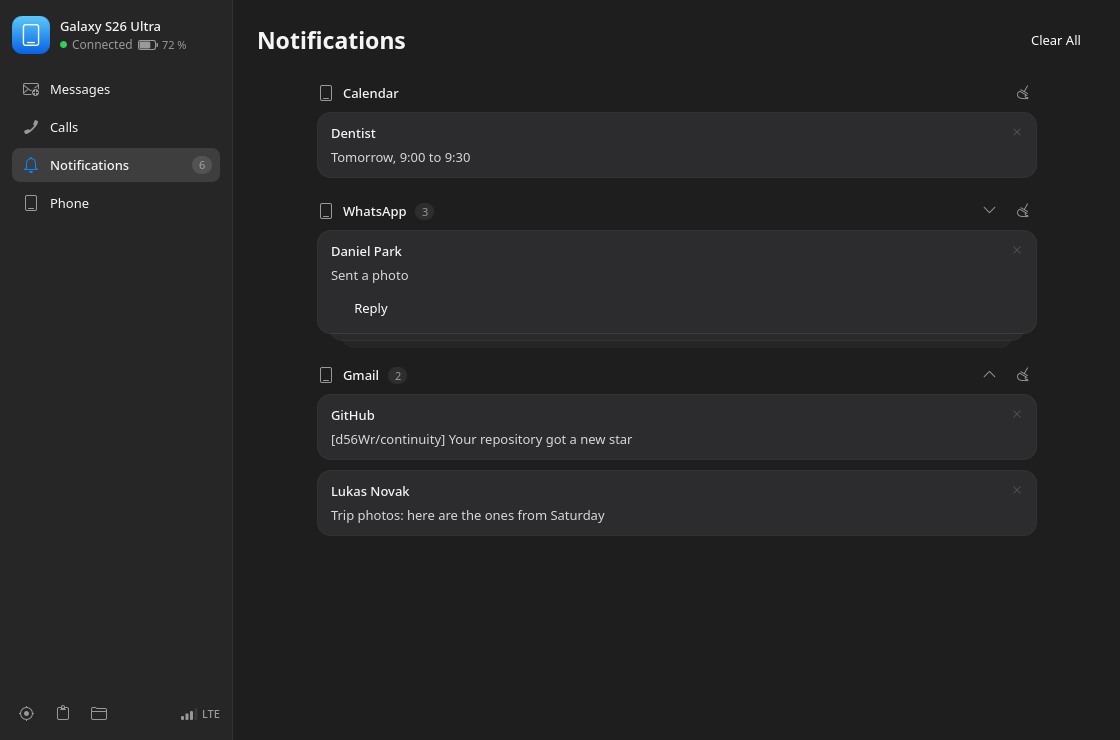 Galaxy S26 Ultra
Connected 72 %
Messages
Calls
Notifications 6
Phone
LTE
Notifications
Clear All
Calendar
Dentist
Tomorrow, 9:00 to 9:30
WhatsApp 3
Daniel Park
Sent a photo
Reply
Gmail 2
GitHub
[d56Wr/continuity] Your repository got a new star
Lukas Novak
Trip photos: here are the ones from Saturday